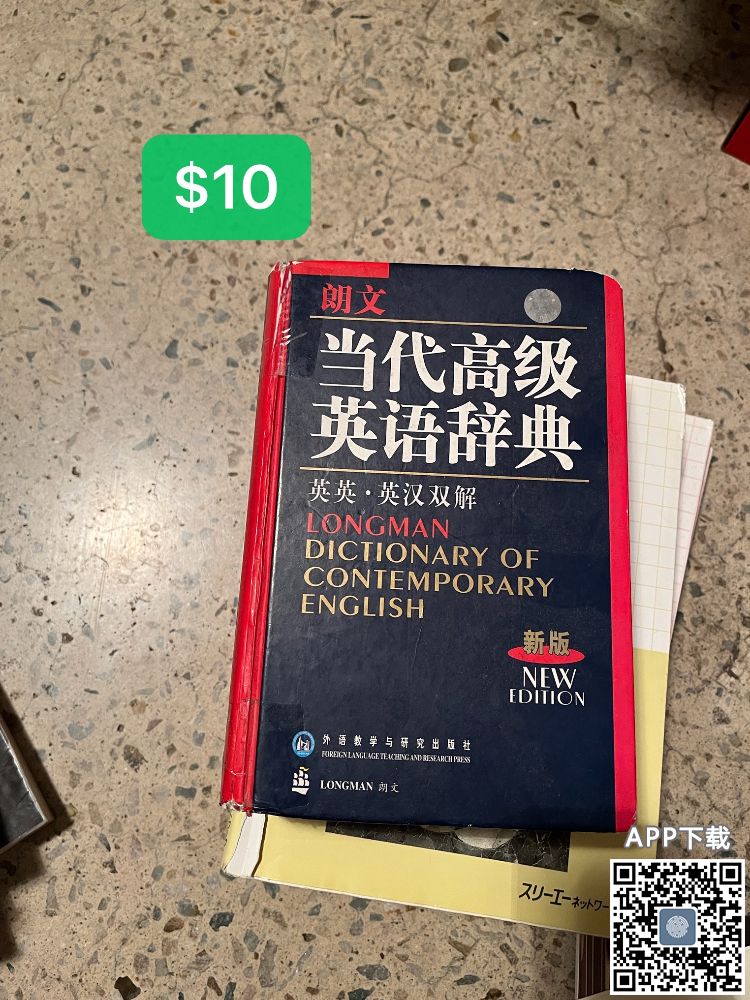 $10
朗文
当代高级
英语辞典
英英·英汉双解
LONGMAN
DICTIONARY OF
CONTEMPORARY
ENGLISH
新版
NEW
EDITION
外语教学与研究出版社
FOREIGN LANGUAGE TEACHING AND RESEARCH PRESS
LONGMAN 朗文
スリーエーネットワー
APP下载